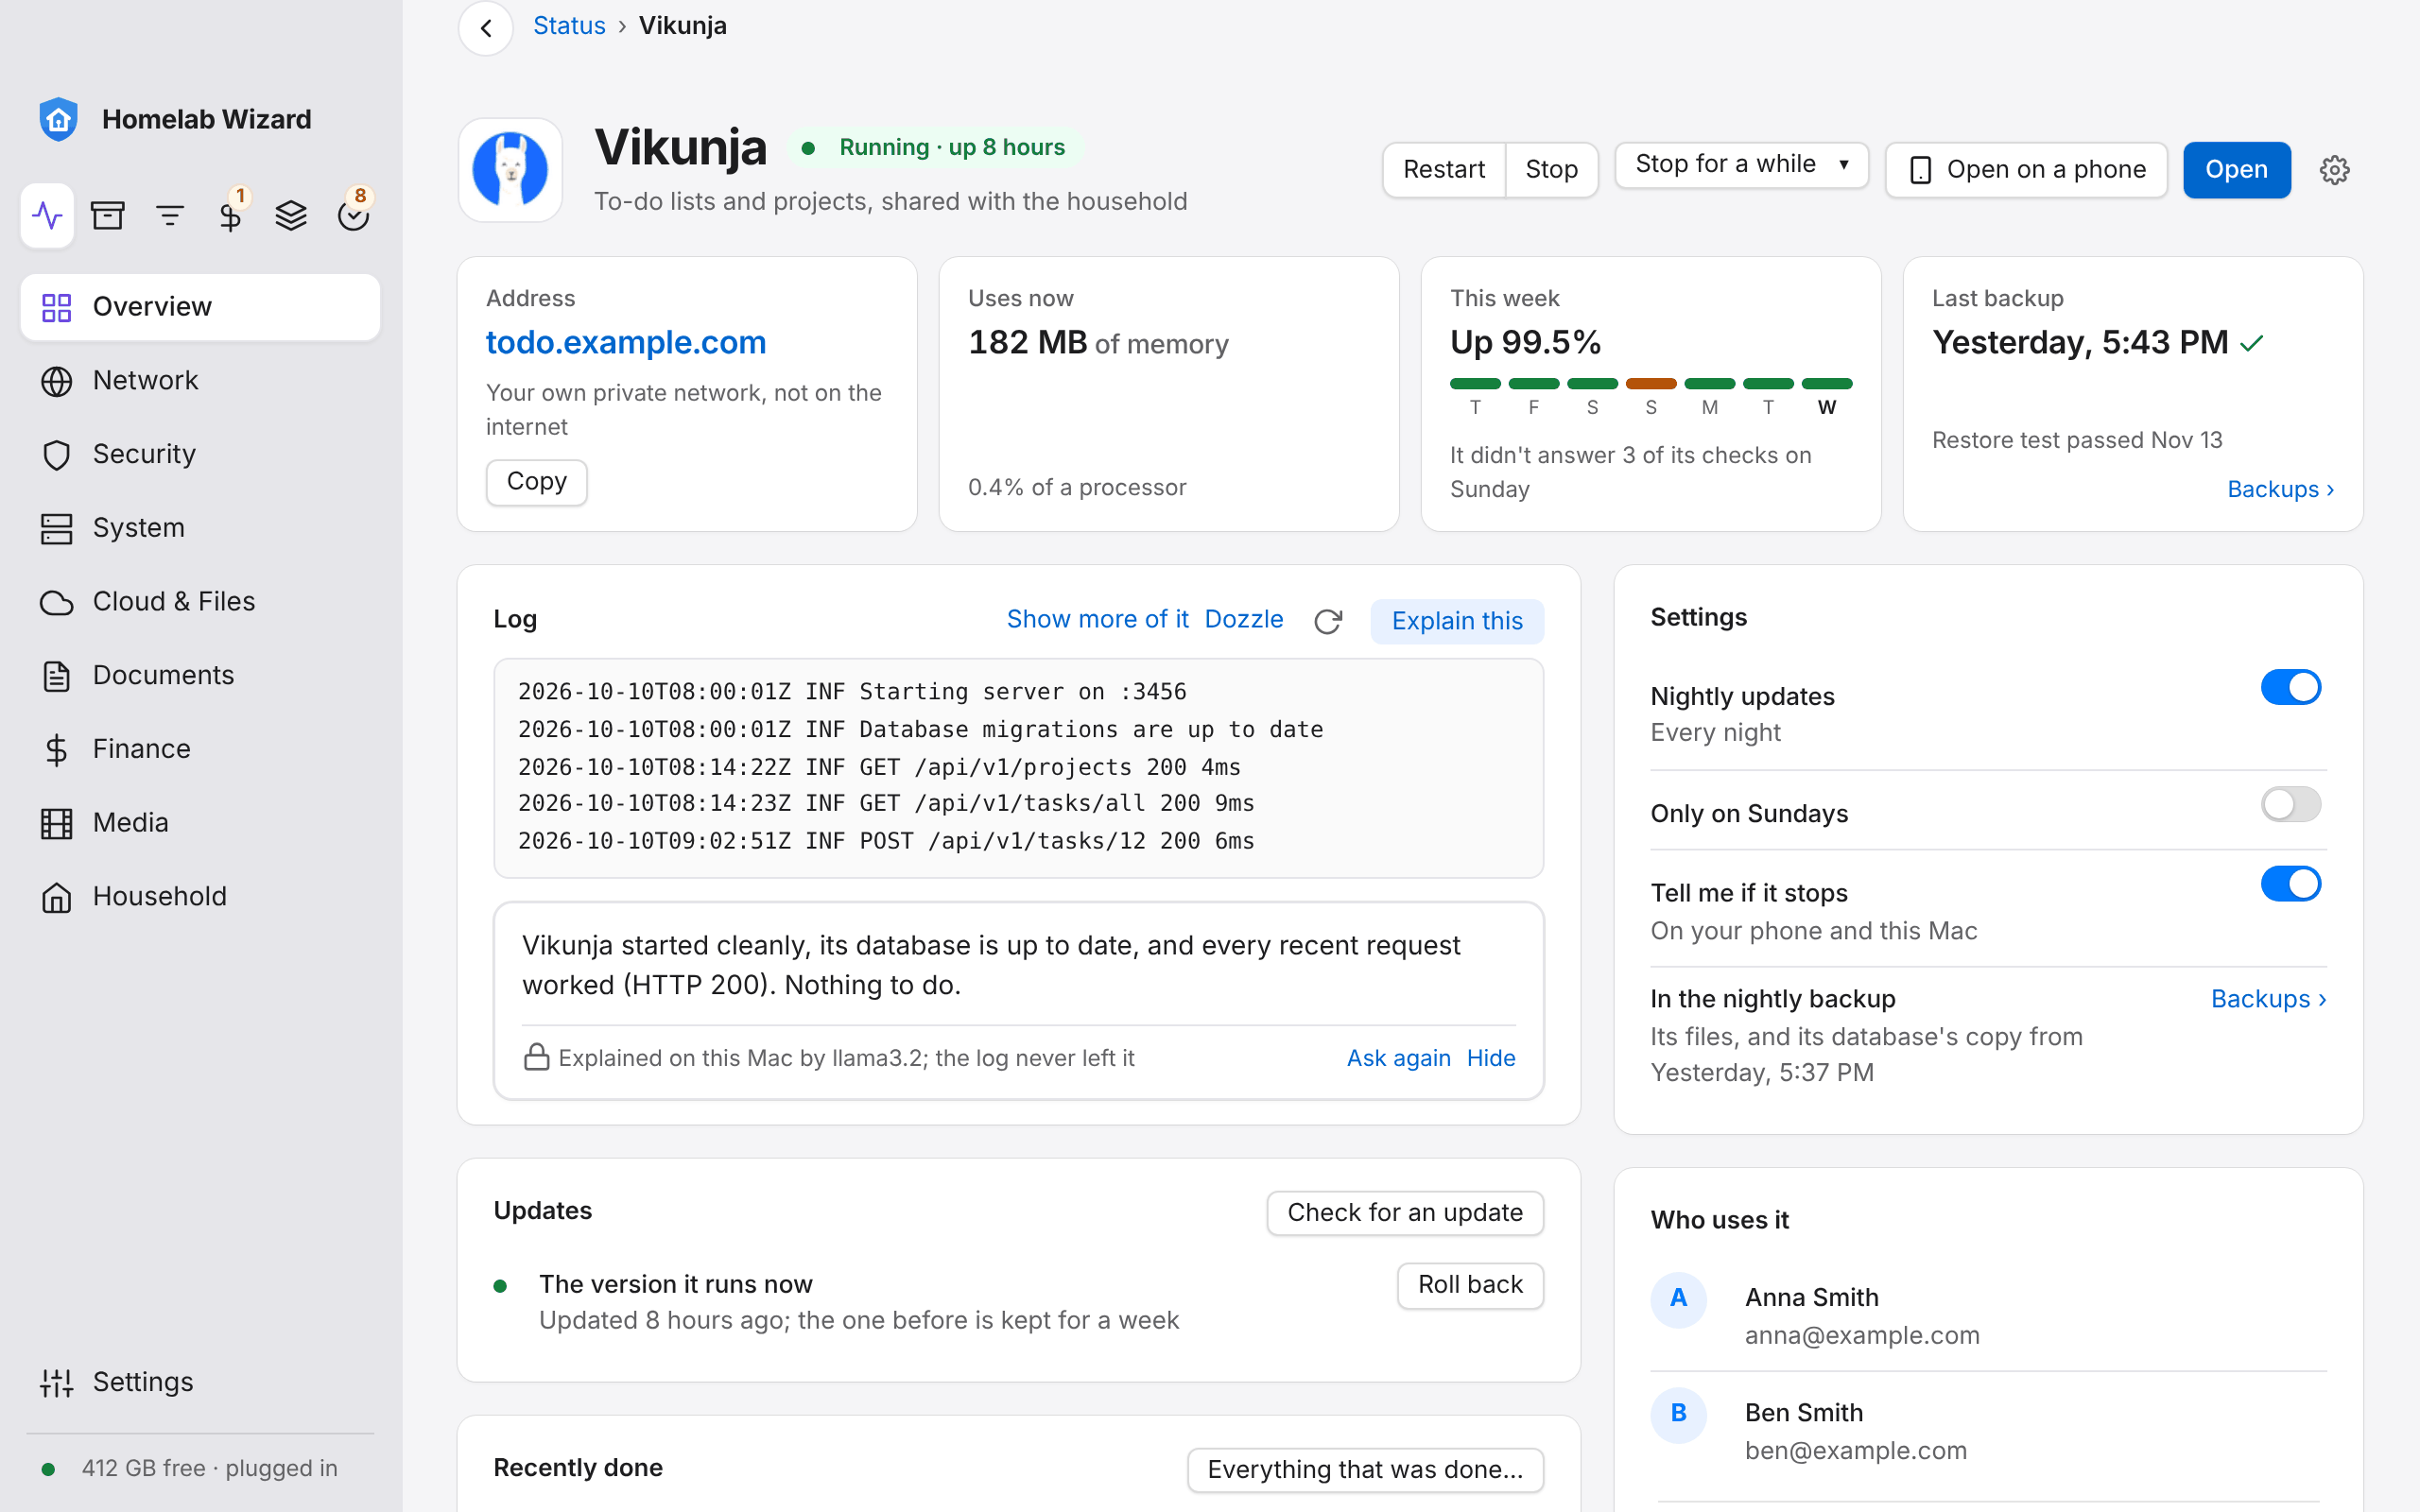 Status › Vikunja
Homelab Wizard
1
8
Overview
Network
Security
System
Cloud & Files
Documents
Finance
Media
Household
Settings
412 GB free · plugged in
Vikunja
Running · up 8 hours
To-do lists and projects, shared with the household
Restart
Stop
Stop for a while
Open on a phone
Open
Address
todo.example.com
Your own private network, not on the
internet
Copy
Uses now
182 MB of memory
0.4% of a processor
This week
Up 99.5%
T F S S M T W
It didn't answer 3 of its checks on
Sunday
Last backup
Yesterday, 5:43 PM
Restore test passed Nov 13
Backups ›
Log
Show more of it
Dozzle
Explain this
2026-10-10T08:00:01Z INF Starting server on :3456
2026-10-10T08:00:01Z INF Database migrations are up to date
2026-10-10T08:14:22Z INF GET /api/v1/projects 200 4ms
2026-10-10T08:14:23Z INF GET /api/v1/tasks/all 200 9ms
2026-10-10T09:02:51Z INF POST /api/v1/tasks/12 200 6ms
Vikunja started cleanly, its database is up to date, and every recent request
worked (HTTP 200). Nothing to do.
Explained on this Mac by llama3.2; the log never left it
Ask again
Hide
Updates
Check for an update
The version it runs now
Updated 8 hours ago; the one before is kept for a week
Roll back
Recently done
Everything that was done...
Settings
Nightly updates
Every night
Only on Sundays
Tell me if it stops
On your phone and this Mac
In the nightly backup
Backups ›
Its files, and its database's copy from
Yesterday, 5:37 PM
Who uses it
A
Anna Smith
anna@example.com
B
Ben Smith
ben@example.com